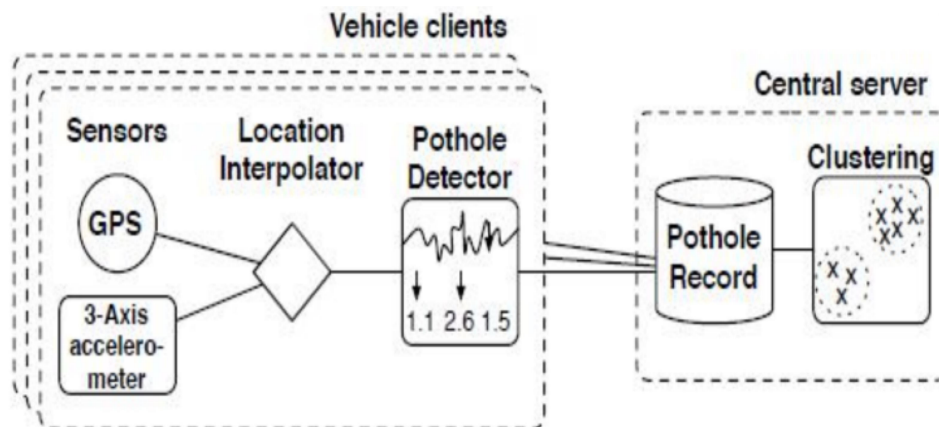 Vehicle clients
Sensors
Location
Interpolator
Pothole
Detector
GPS
3-Axis
accelero-
meter
1.1 2.6 1.5
Central server
Clustering
Pothole
Record
x x x x x
x x x